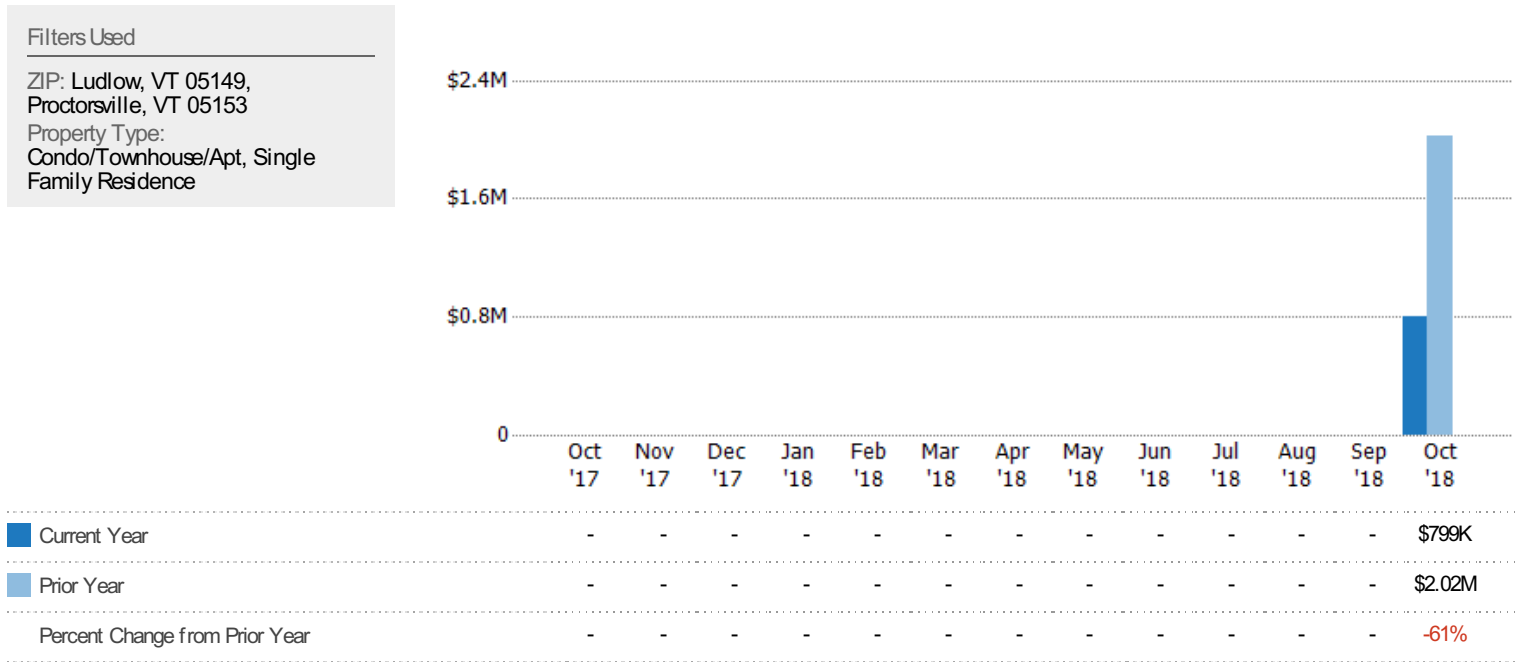 Filters Used
ZIP: Ludlow, VT 05149,
Proctorsville, VT 05153
Property Type:
Condo/Townhouse/Apt, Single
Family Residence
$2.4M
$1.6M
$0.8M
0
Oct Nov Dec Jan Feb Mar Apr May Jun Jul Aug Sep Oct
'17 '17 '17 '18 '18 '18 '18 '18 '18 '18 '18 '18 '18
Current Year - - - - - - - - - - - - $799K
Prior Year - - - - - - - - - - - - $2.02M
Percent Change from Prior Year - - - - - - - - - - - - -61%